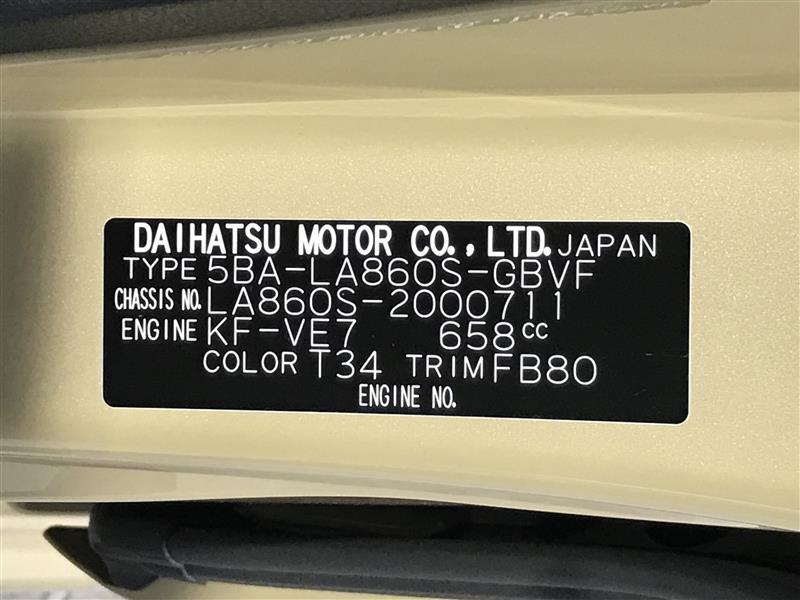 DAIHATSU MOTOR CO., LTD. JAPAN
TYPE 5BA-LA860S-GBVF
CHASSIS NO. LA860S-2000711
ENGINE KF-VE7 658cc
COLOR T34 TRIM FB80
ENGINE NO.